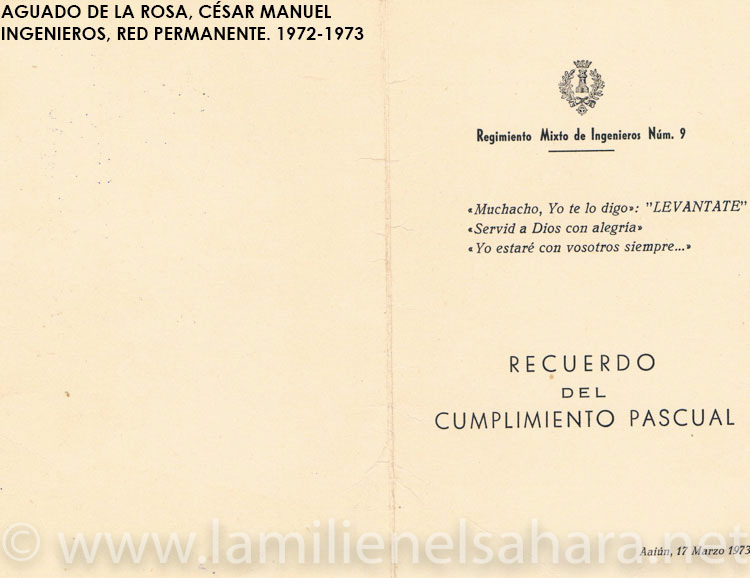 AGUADO DE LA ROSA, CÉSAR MANUEL
INGENIEROS, RED PERMANENTE. 1972-1973
Regimiento Mixto de Ingenieros Núm. 9
«Muchacho, Yo te lo digo»: "LEVANTATE"
«Servid a Dios con alegría»
«Yo estaré con vosotros siempre...»
RECUERDO
DEL
CUMPLIMIENTO PASCUAL
Aaiún, 17 Marzo 1973
© www.lamilienelsahara.net